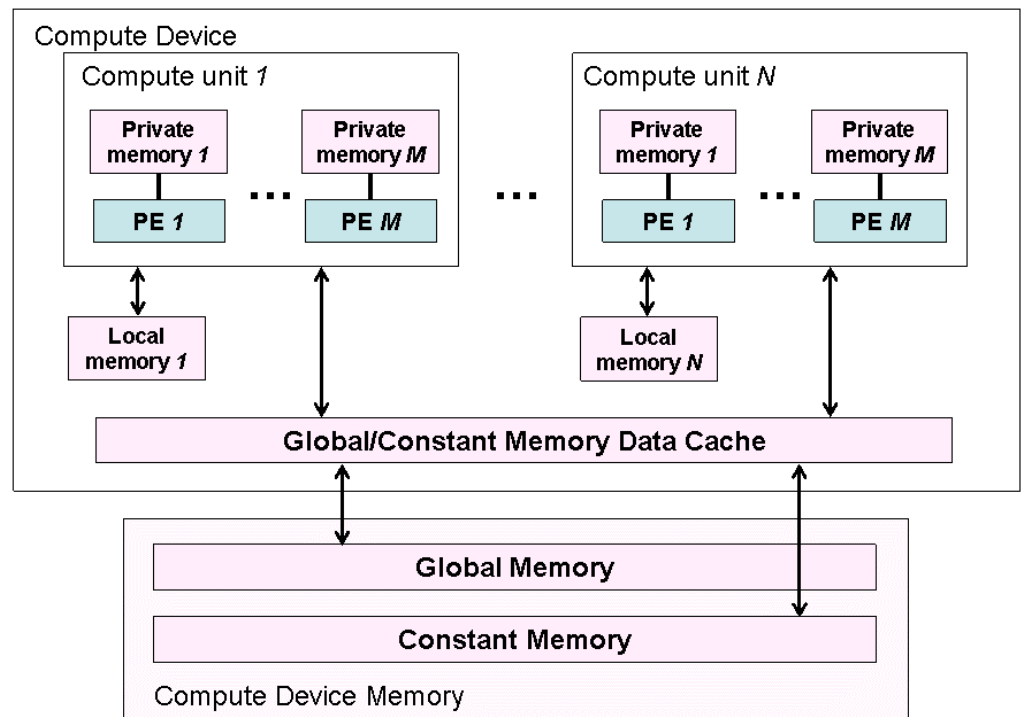 Compute Device
Compute unit 1
Compute unit N
Private
memory 1
Private
memory M
Private
memory 1
Private
memory M
...
...
...
PE 1
PE M
PE 1
PE M
Local
memory 1
Local
memory N
Global/Constant Memory Data Cache
Global Memory
Constant Memory
Compute Device Memory